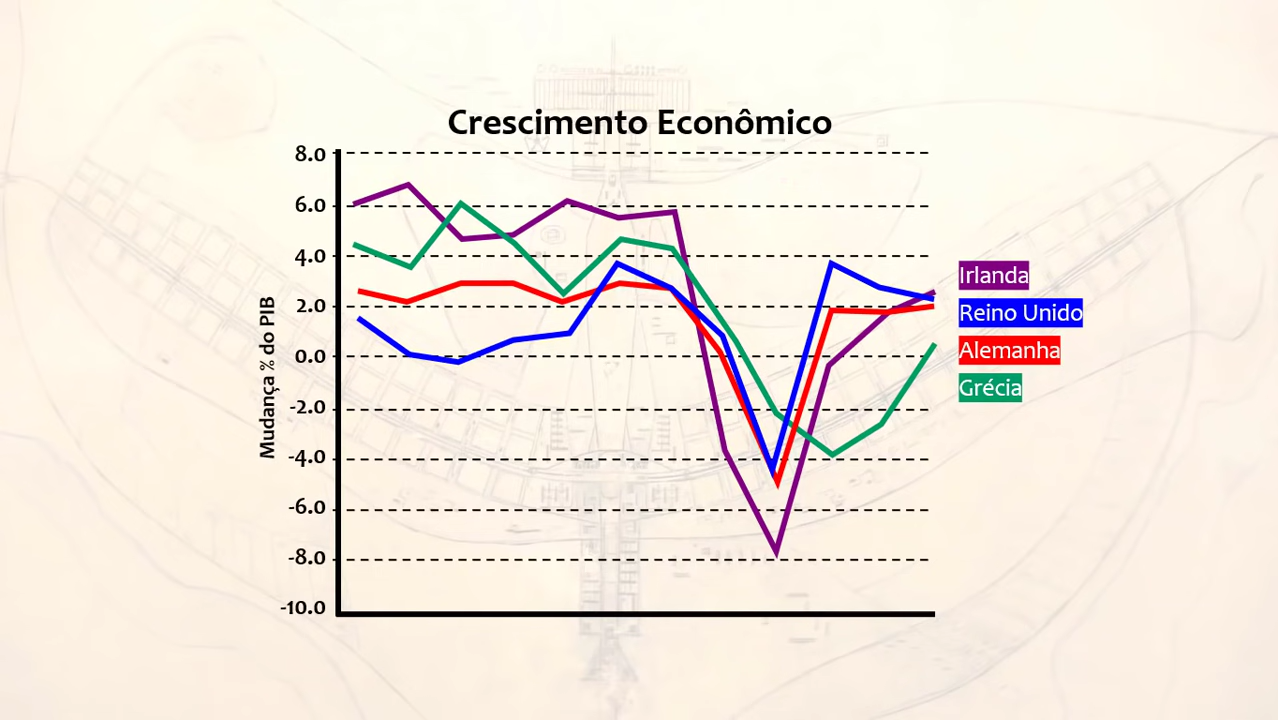 Crescimento Econômico
8.0
6.0
4.0
2.0
0.0
-2.0
-4.0
-6.0
-8.0
-10.0
Mudança % do PIB
Irlanda
Reino Unido
Alemanha
Grécia